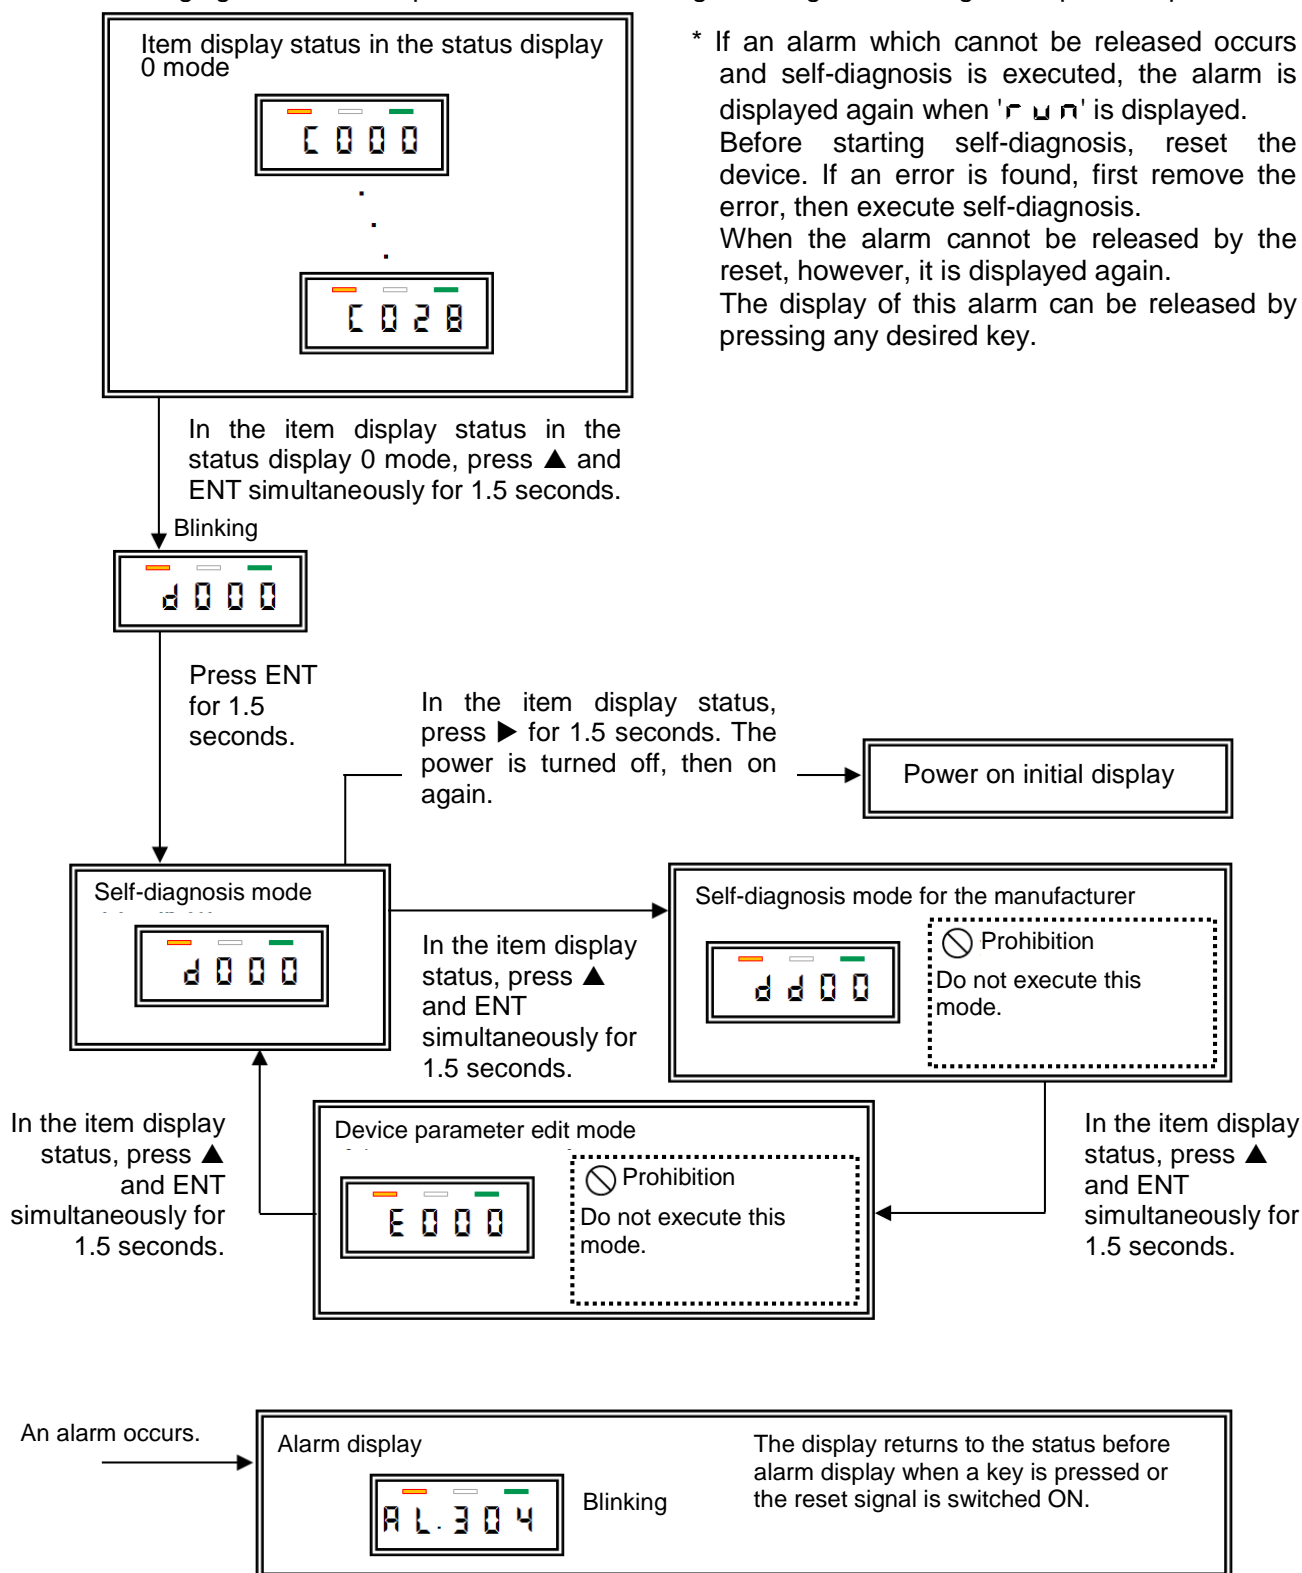 Item display status in the status display
0 mode
C000
.
.
.
C028
* If an alarm which cannot be released occurs
and self-diagnosis is executed, the alarm is
displayed again when 'run' is displayed.
Before starting self-diagnosis, reset the
device. If an error is found, first remove the
error, then execute self-diagnosis.
When the alarm cannot be released by the
reset, however, it is displayed again.
The display of this alarm can be released by
pressing any desired key.
In the item display status in the
status display 0 mode, press ▲ and
ENT simultaneously for 1.5 seconds.
Blinking
d000
Press ENT
for 1.5
seconds.
In the item display status,
press ▶ for 1.5 seconds. The
power is turned off, then on
again.
Power on initial display
Self-diagnosis mode
d000
In the item display
status, press ▲
and ENT
simultaneously for
1.5 seconds.
Self-diagnosis mode for the manufacturer
dd00
Prohibition
Do not execute this
mode.
In the item display
status, press ▲
and ENT
simultaneously for
1.5 seconds.
Device parameter edit mode
E000
Prohibition
Do not execute this
mode.
In the item display
status, press ▲
and ENT
simultaneously for
1.5 seconds.
An alarm occurs.
Alarm display
AL.304
Blinking
The display returns to the status before
alarm display when a key is pressed or
the reset signal is switched ON.